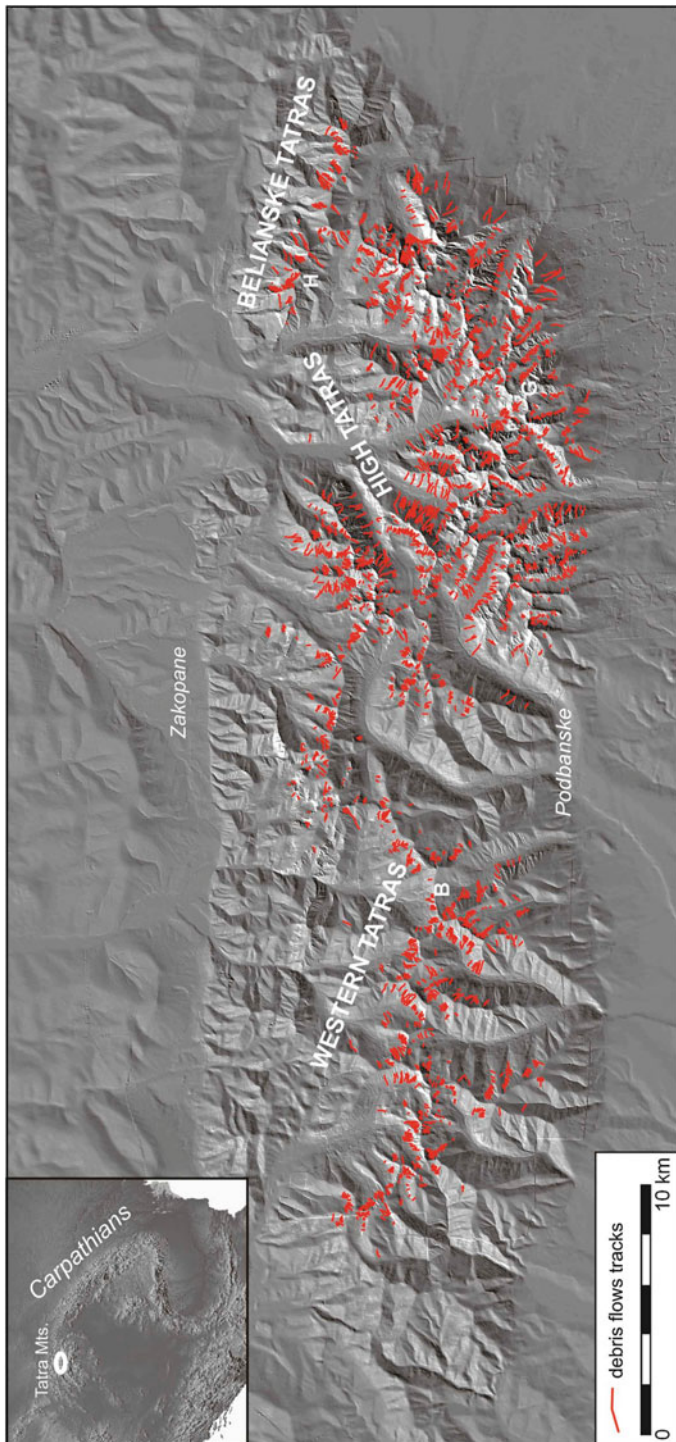 Tatra Mts.
Carpathians
BELIANSKE TATRAS
H
HIGH TATRAS
G
Zakopane
WESTERN TATRAS
B
Podbanske
debris flows tracks
0
10 km